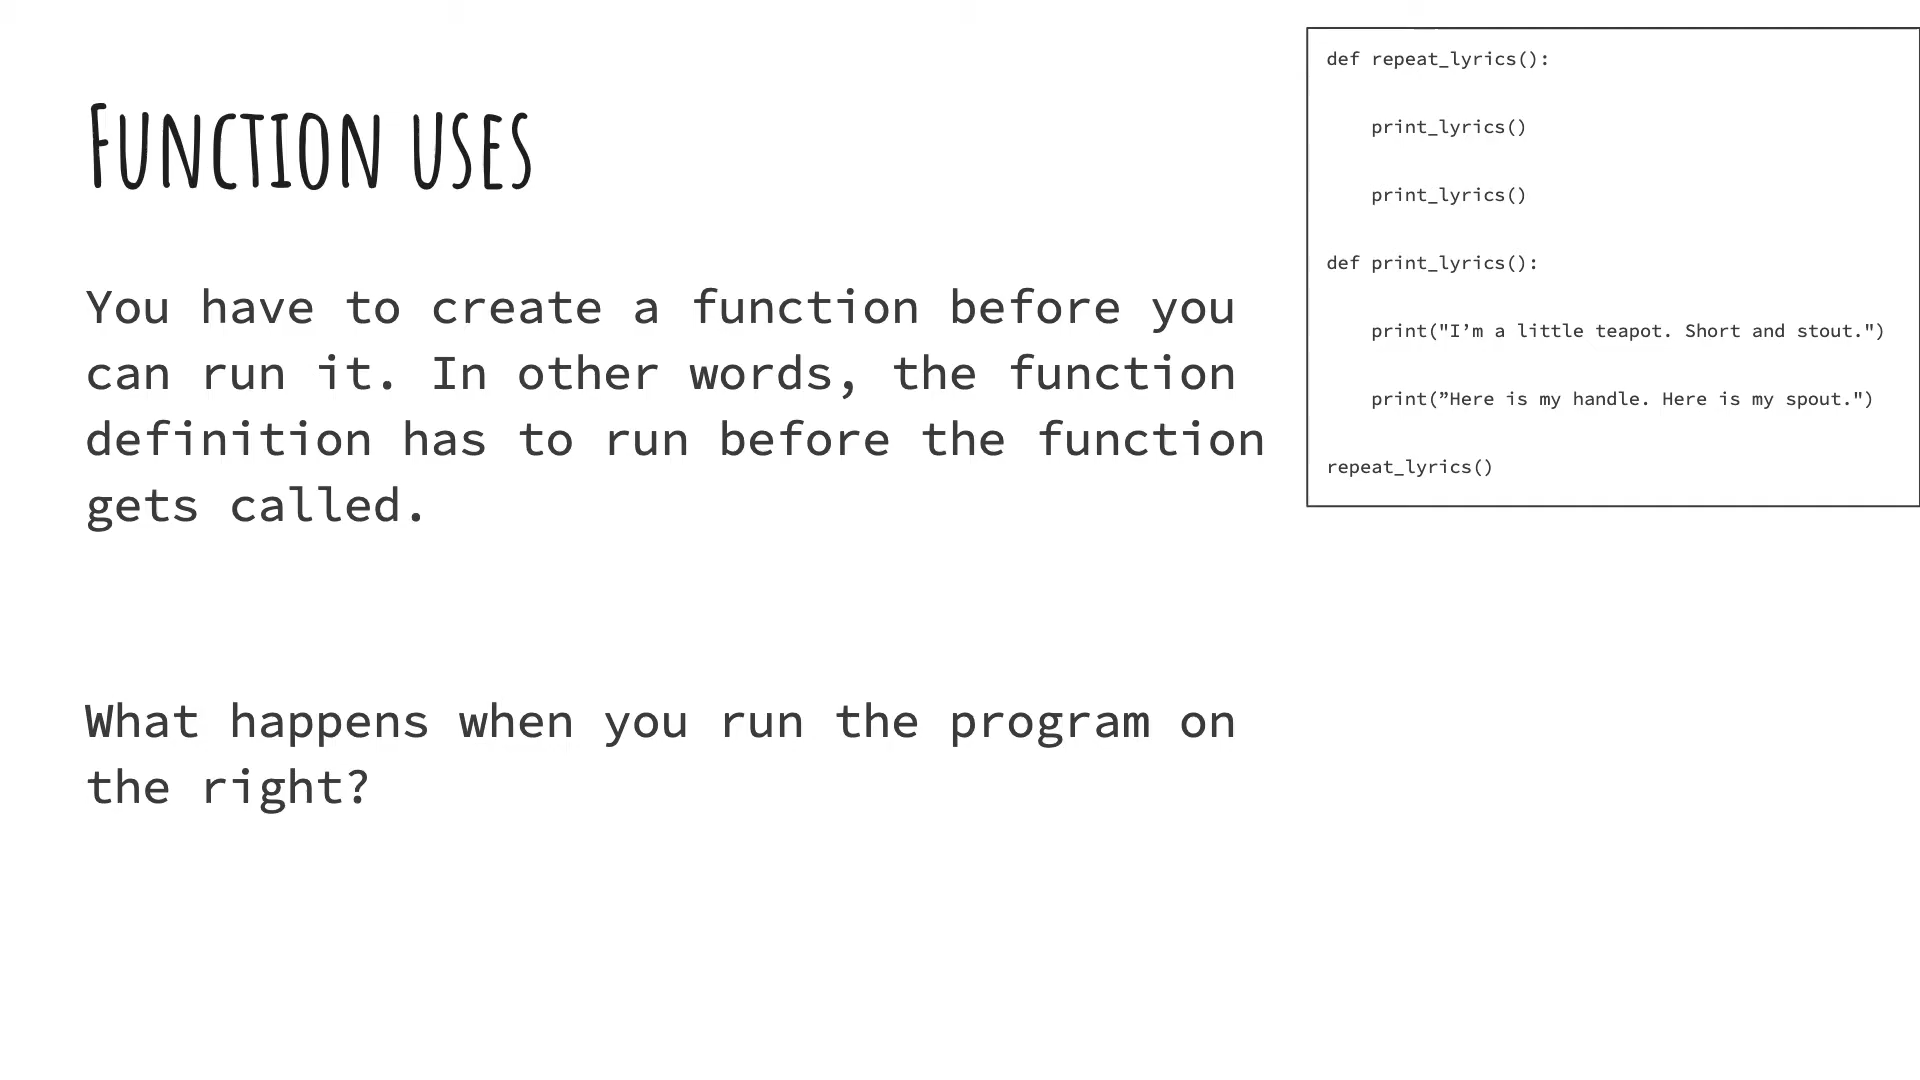 Function uses
You have to create a function before you
can run it. In other words, the function
definition has to run before the function
gets called.
What happens when you run the program on
the right?
def repeat_lyrics():
    print_lyrics()
    print_lyrics()
def print_lyrics():
    print("I’m a little teapot. Short and stout.")
    print(”Here is my handle. Here is my spout.")
repeat_lyrics()